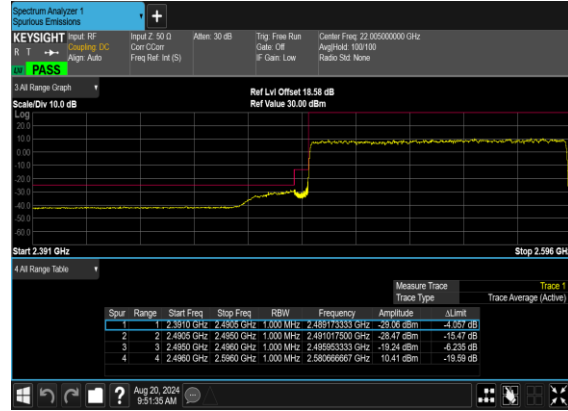 Spectrum Analyzer 1
Spurious Emissions
KEYSIGHT Input: RF Input Z: 50 Ω Atten: 30 dB Trig: Free Run Center Freq: 22.005000000 GHz
R T Coupling: DC Corr CCorr Gate: Off Avg|Hold: 100/100
Align: Auto Freq Ref: Int (S) IF Gain: Low Radio Std: None
PASS
3 All Range Graph
Ref Lvl Offset 18.58 dB
Scale/Div 10.0 dB Ref Value 30.00 dBm
Log
20.0
10.0
0.00
-10.0
-20.0
-30.0
-40.0
-50.0
-60.0
Start 2.391 GHz Stop 2.596 GHz
4 All Range Table
Measure Trace Trace 1
Trace Type Trace Average (Active)
Spur Range Start Freq Stop Freq RBW Frequency Amplitude ΔLimit
1 1 2.3910 GHz 2.4905 GHz 1.000 MHz 2.489173333 GHz -29.06 dBm -4.057 dB
2 2 2.4905 GHz 2.4950 GHz 1.000 MHz 2.491017500 GHz -28.47 dBm -15.47 dB
3 3 2.4950 GHz 2.4960 GHz 1.000 MHz 2.495953333 GHz -19.24 dBm -6.235 dB
4 4 2.4960 GHz 2.5960 GHz 1.000 MHz 2.580666667 GHz 10.41 dBm -19.59 dB
Aug 20, 2024
9:51:35 AM